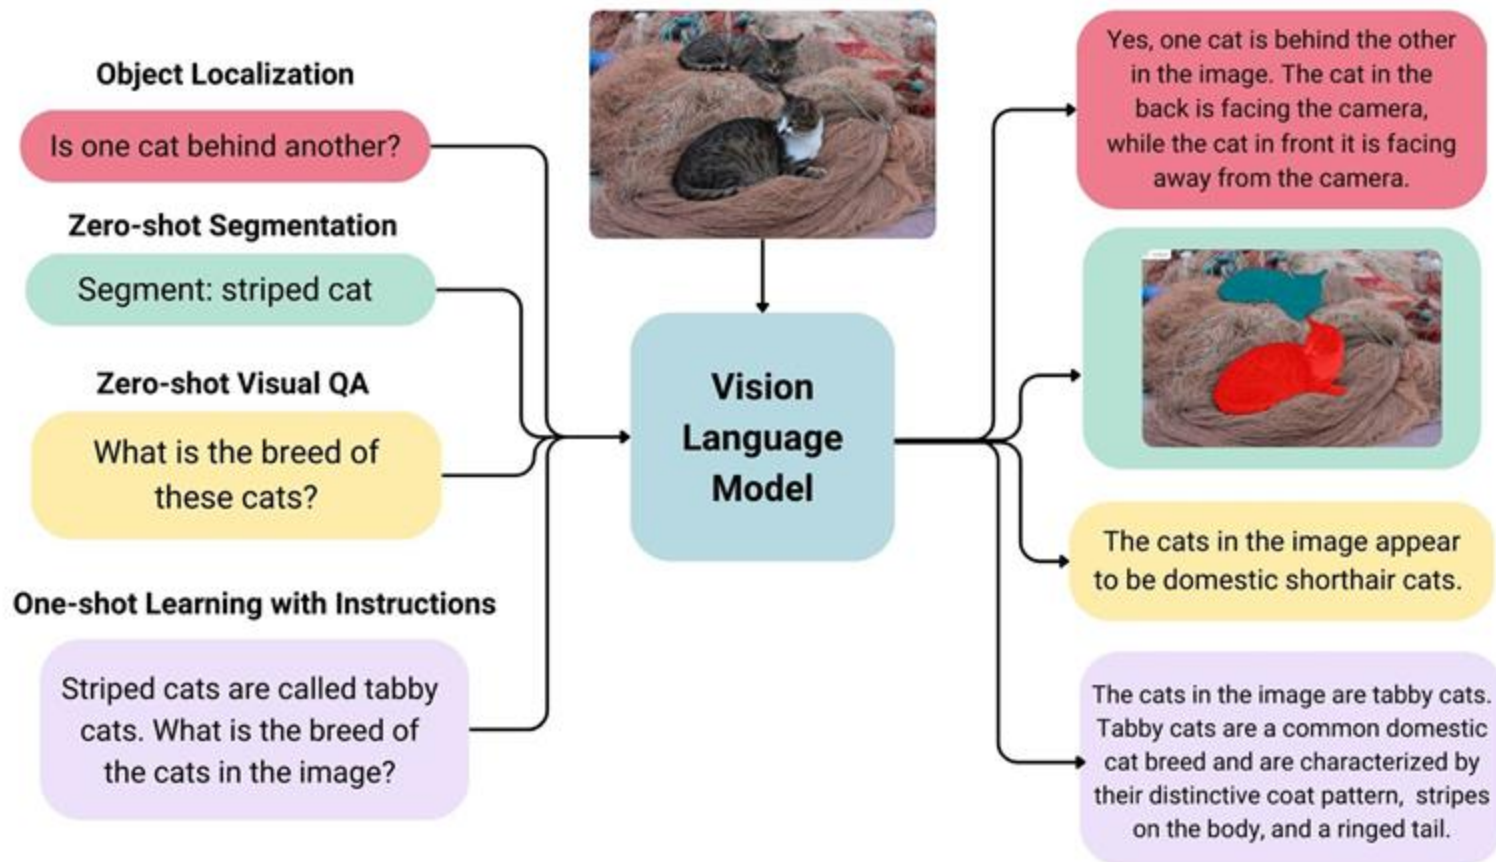 Object Localization
Is one cat behind another?
Zero-shot Segmentation
Segment: striped cat
Zero-shot Visual QA
What is the breed of
these cats?
One-shot Learning with Instructions
Striped cats are called tabby
cats. What is the breed of
the cats in the image?
Vision
Language
Model
Yes, one cat is behind the other
in the image. The cat in the
back is facing the camera,
while the cat in front it is facing
away from the camera.
The cats in the image appear
to be domestic shorthair cats.
The cats in the image are tabby cats.
Tabby cats are a common domestic
cat breed and are characterized by
their distinctive coat pattern, stripes
on the body, and a ringed tail.